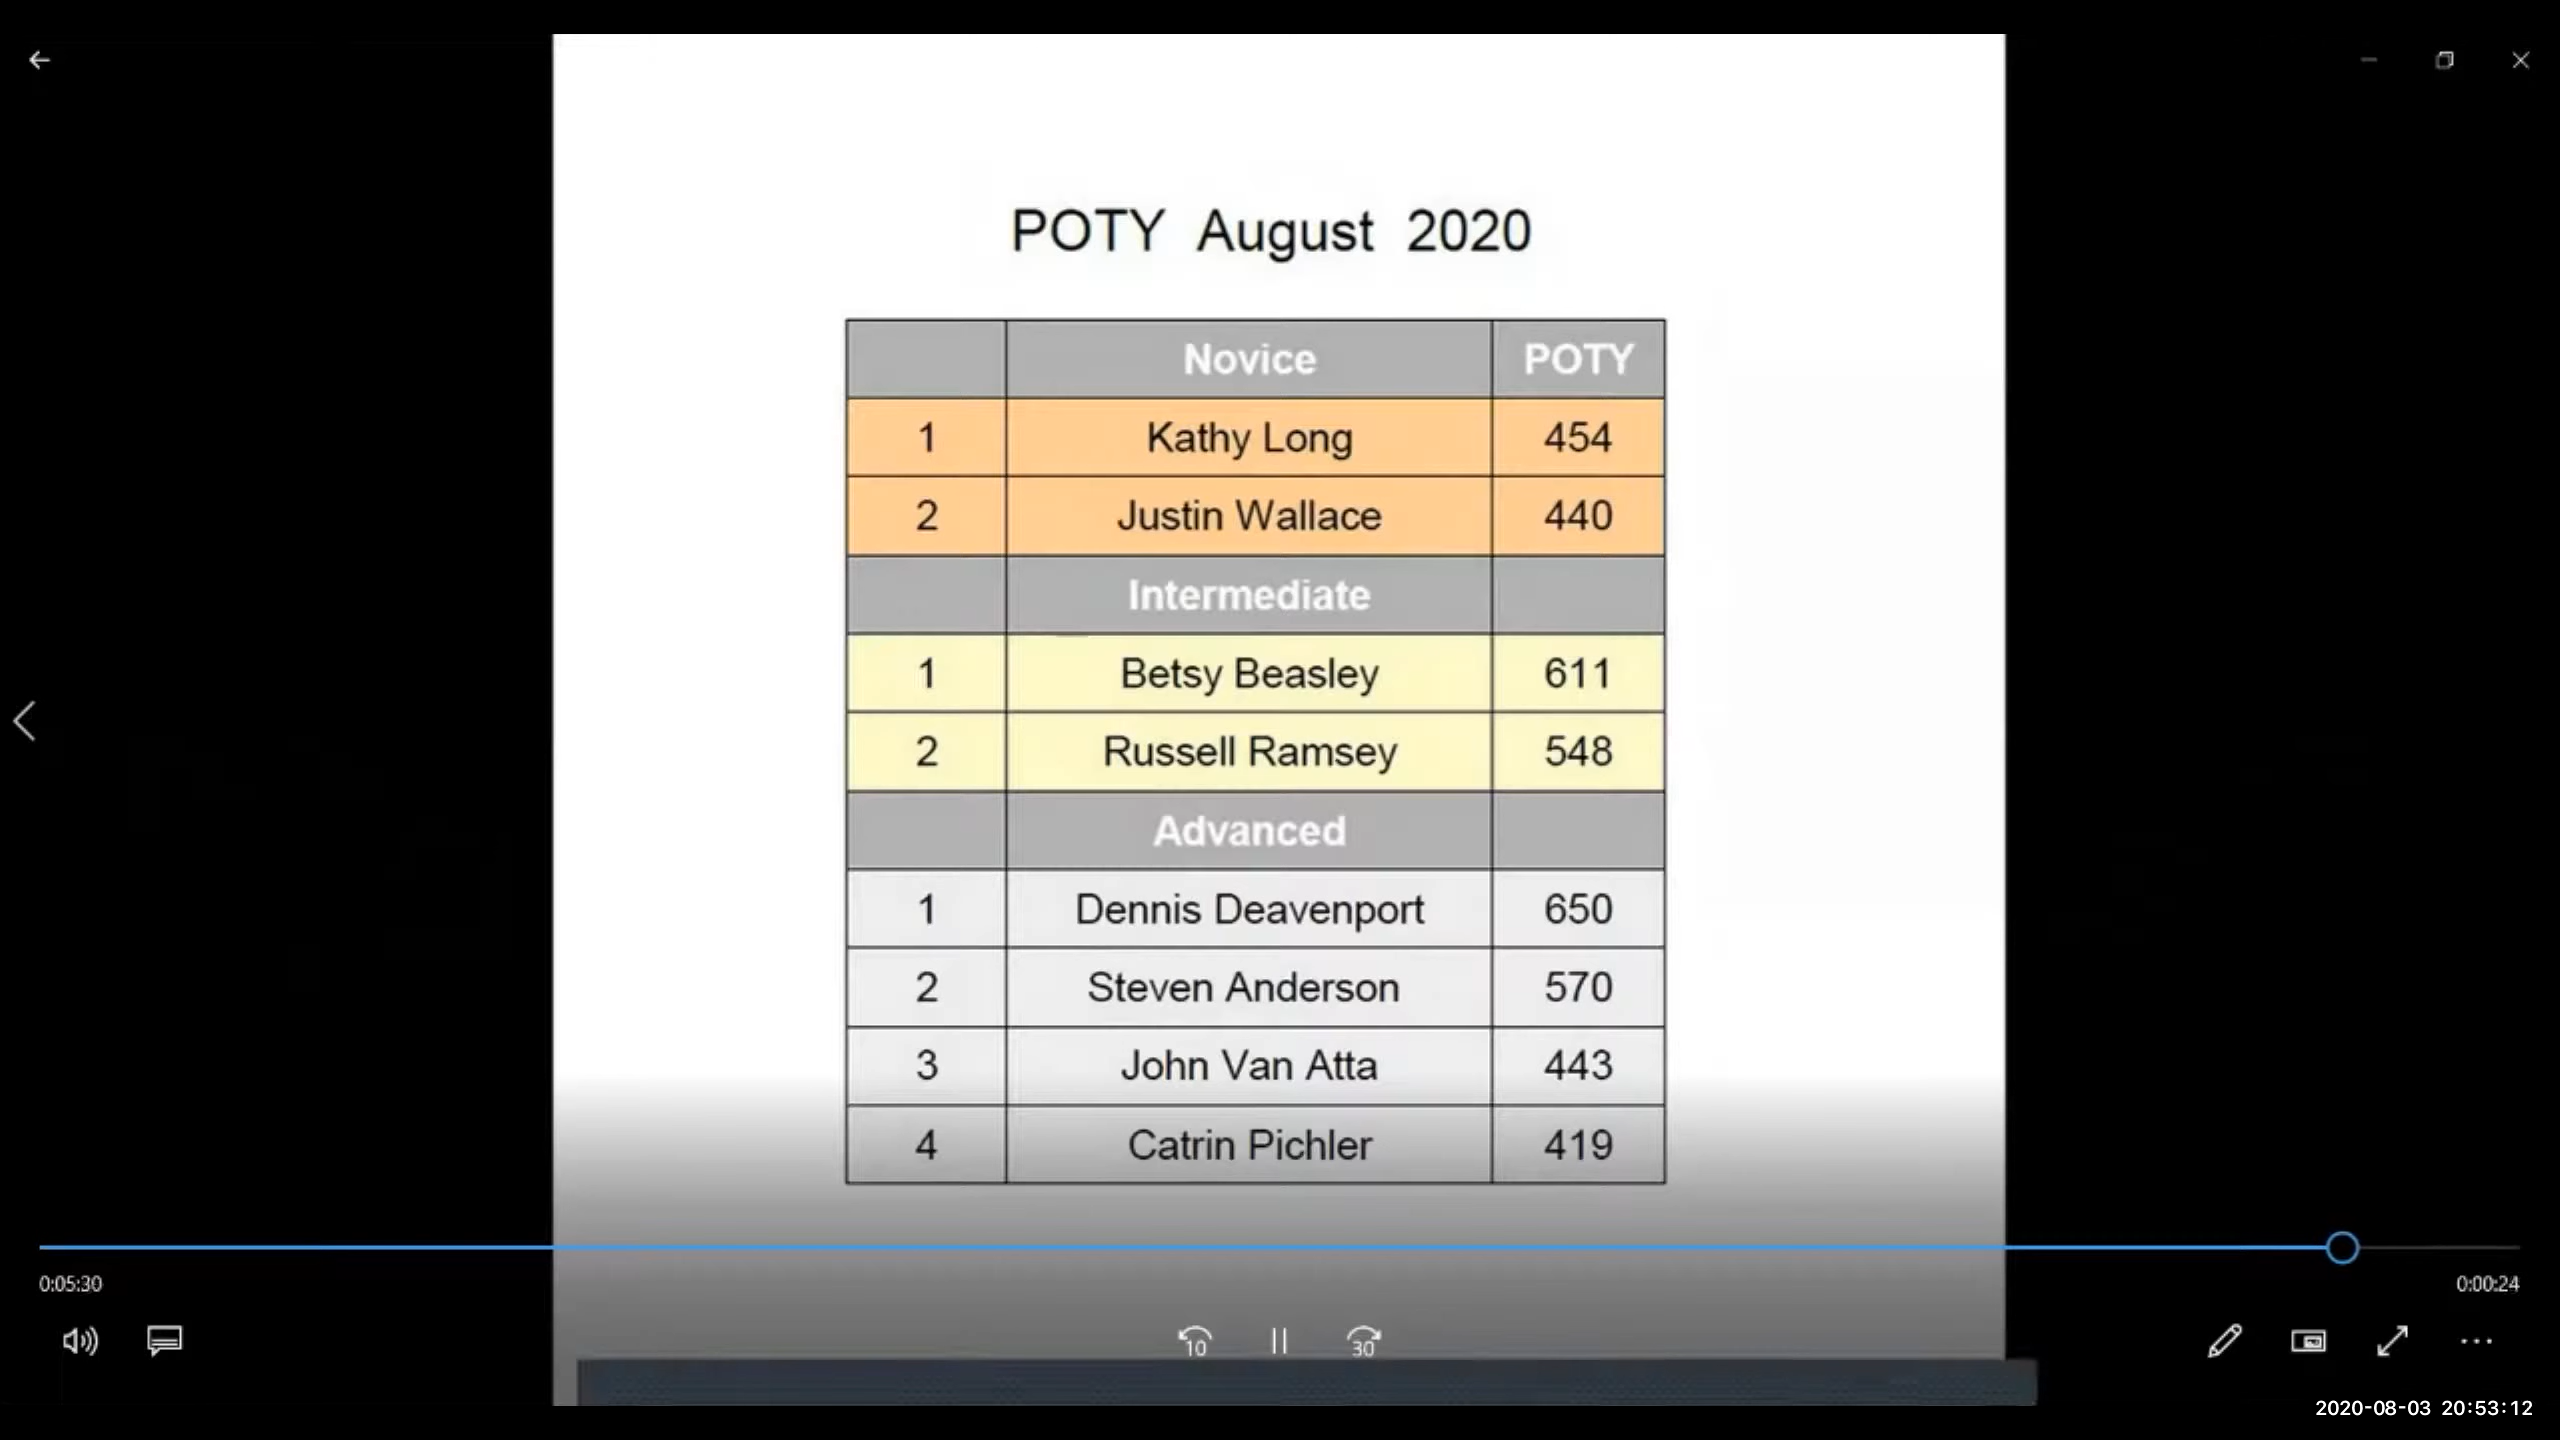 POTY August 2020
Novice POTY
1 Kathy Long 454
2 Justin Wallace 440
Intermediate
1 Betsy Beasley 611
2 Russell Ramsey 548
Advanced
1 Dennis Deavenport 650
2 Steven Anderson 570
3 John Van Atta 443
4 Catrin Pichler 419
0:05:30 0:00:24
10 30
2020-08-03 20:53:12